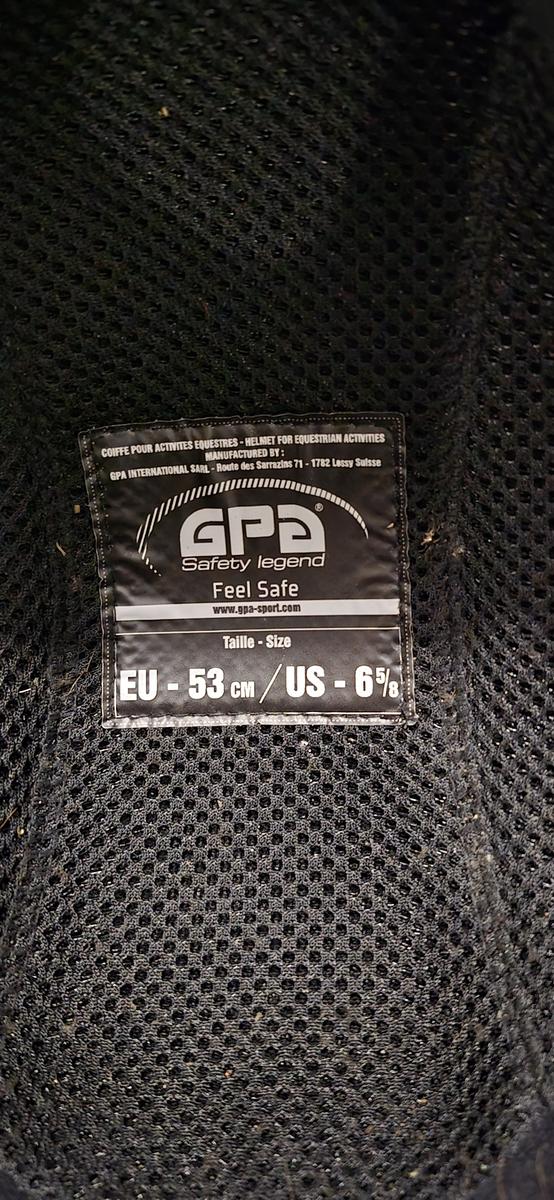 COIFFE POUR ACTIVITES EQUESTRES - HELMET FOR EQUESTRIAN ACTIVITIES
MANUFACTURED BY :
GPA INTERNATIONAL SARL - Route des Sarrazins 71 - 1782 Lossy Suisse
GPA®
Safety legend
Feel Safe
www.gpa-sport.com
Taille - Size
EU - 53 CM / US - 6 5/8